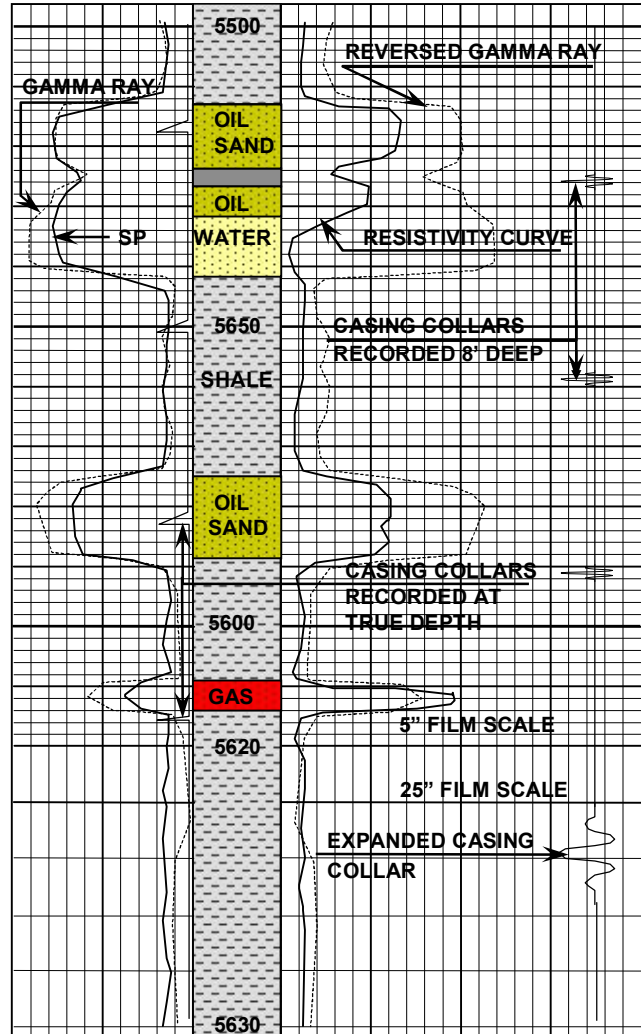 5500
REVERSED GAMMA RAY
GAMMA RAY
OIL
SAND
OIL
SP
WATER
RESISTIVITY CURVE
5650
CASING COLLARS
RECORDED 8' DEEP
SHALE
OIL
SAND
CASING COLLARS
RECORDED AT
TRUE DEPTH
5600
GAS
5” FILM SCALE
5620
25” FILM SCALE
EXPANDED CASING
COLLAR
5630